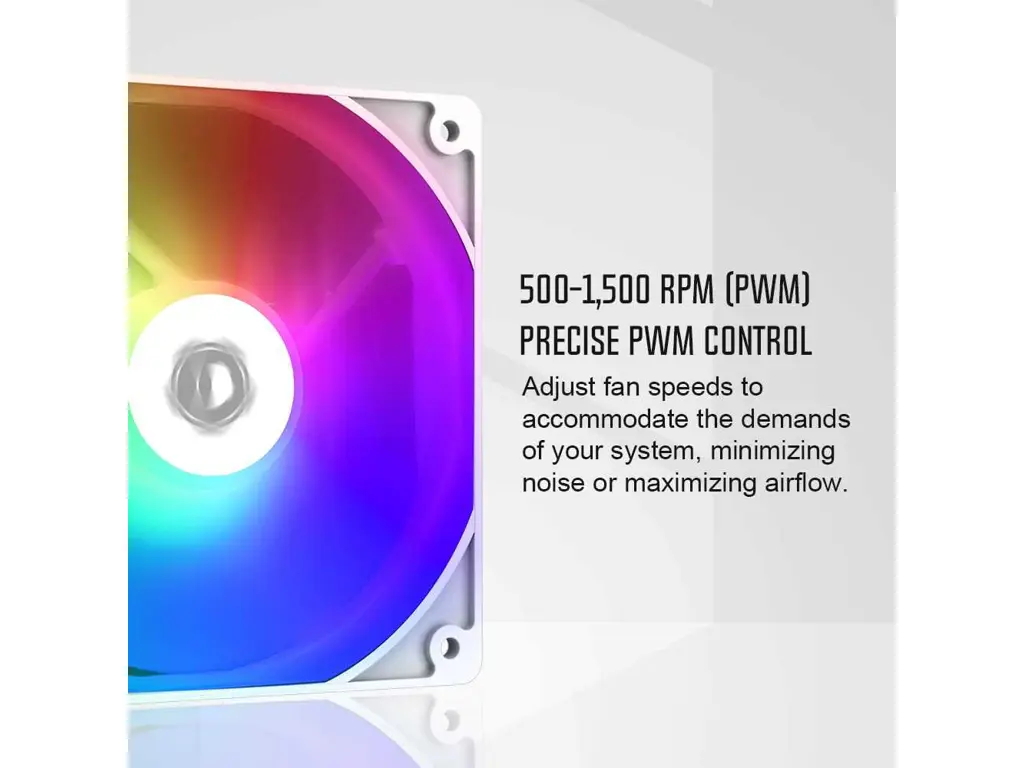 500-1,500 RPM (PWM)
PRECISE PWM CONTROL
Adjust fan speeds to
accommodate the demands
of your system, minimizing
noise or maximizing airflow.